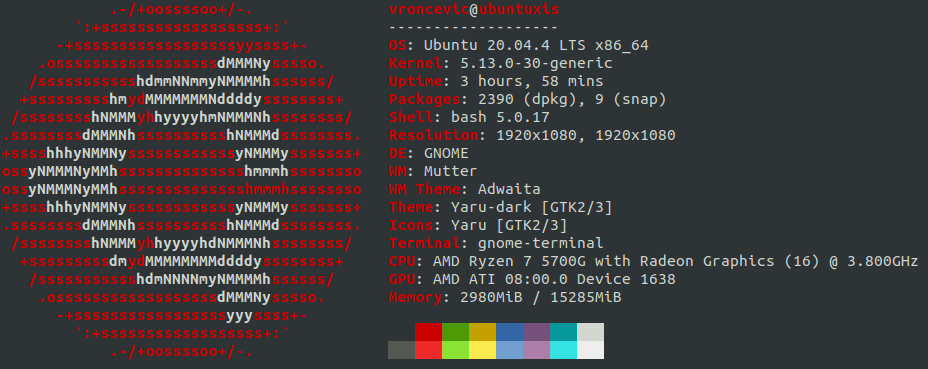 .-/+oossssoo+/-. vroncevic@ubuntuxis
`:+ssssssssssssssssss+:` -------------------
-+ssssssssssssssssssyyssss+- OS: Ubuntu 20.04.4 LTS x86_64
.ossssssssssssssssssdMMMNysssso. Kernel: 5.13.0-30-generic
/ssssssssssshdmmNNmmyNMMMMhssssss/ Uptime: 3 hours, 58 mins
+ssssssssshmydMMMMMMMNddddyssssssss+ Packages: 2390 (dpkg), 9 (snap)
/sssssssshNMMMyhhyyyyhmNMMMNhssssssss/ Shell: bash 5.0.17
.ssssssssdMMMNhsssssssssshNMMMdssssssss. Resolution: 1920x1080, 1920x1080
+sssshhhyNMMNyssssssssssssyNMMMysssssss+ DE: GNOME
ossyNMMMNyMMhsssssssssssssshmmmhssssssso WM: Mutter
ossyNMMMNyMMhsssssssssssssshmmmhssssssso WM Theme: Adwaita
+sssshhhyNMMNyssssssssssssyNMMMysssssss+ Theme: Yaru-dark [GTK2/3]
.ssssssssdMMMNhsssssssssshNMMMdssssssss. Icons: Yaru [GTK2/3]
/sssssssshNMMMyhhyyyyhdNMMMNhssssssss/ Terminal: gnome-terminal
+sssssssssdmydMMMMMMMMddddyssssssss+ CPU: AMD Ryzen 7 5700G with Radeon Graphics (16) @ 3.800GHz
/ssssssssssshdmNNNNmyNMMMMhssssss/ GPU: AMD ATI 08:00.0 Device 1638
.ossssssssssssssssssdMMMNysssso. Memory: 2980MiB / 15285MiB
-+sssssssssssssssssyyyssss+-
`:+ssssssssssssssssss+:`
.-/+oossssoo+/-.